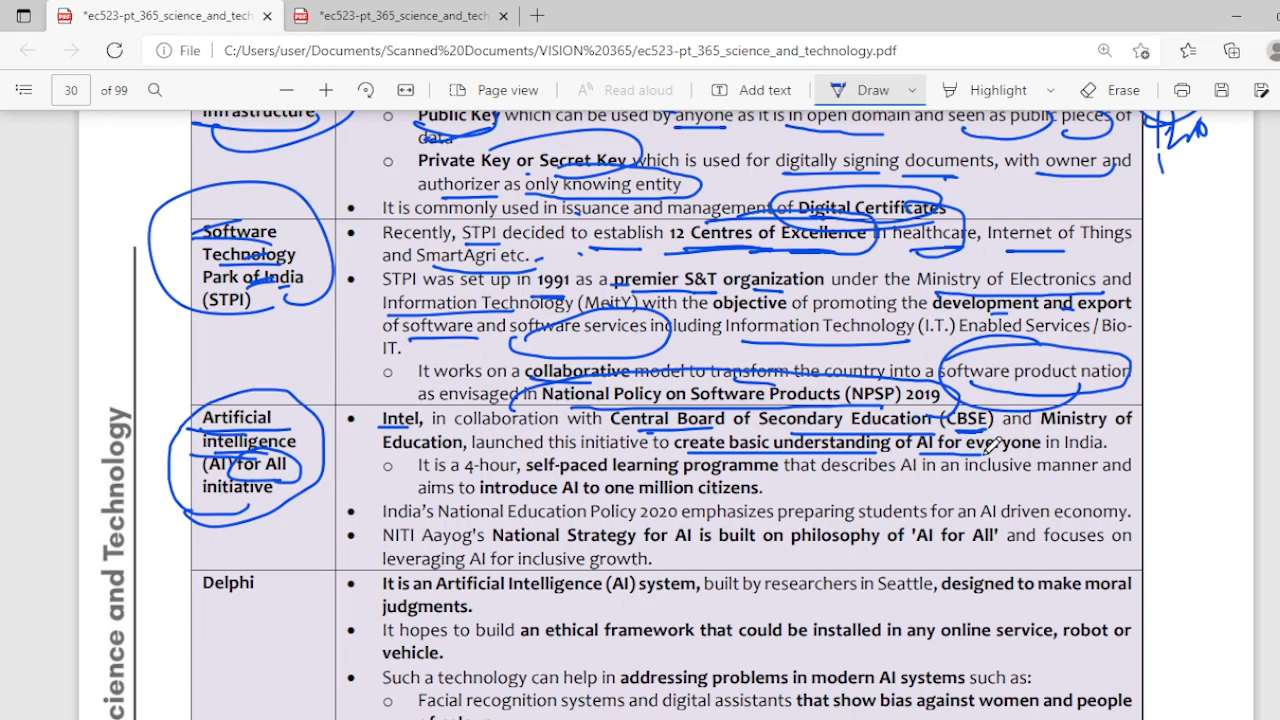 *ec523-pt_365_science_and_tech
*ec523-pt_365_science_and_tech
File
C:/Users/user/Documents/Scanned%20Documents/VISION%20365/ec523-pt_365_science_and_technology.pdf
30 of 99
Page view
Read aloud
Add text
Draw
Highlight
Erase
Infrastructure
o Public Key which can be used by anyone as it is in open domain and seen as public pieces of
data
o Private Key or Secret Key which is used for digitally signing documents, with owner and
authorizer as only knowing entity
• It is commonly used in issuance and management of Digital Certificates
Software
Technology
Park of India
(STPI)
• Recently, STPI decided to establish 12 Centres of Excellence in healthcare, Internet of Things
and SmartAgri etc.
• STPI was set up in 1991 as a premier S&T organization under the Ministry of Electronics and
Information Technology (MeitY) with the objective of promoting the development and export
of software and software services including Information Technology (I.T.) Enabled Services / Bio-
IT.
o It works on a collaborative model to transform the country into a software product nation
as envisaged in National Policy on Software Products (NPSP) 2019
Artificial
intelligence
(AI) for All
initiative
• Intel, in collaboration with Central Board of Secondary Education (CBSE) and Ministry of
Education, launched this initiative to create basic understanding of AI for everyone in India.
o It is a 4-hour, self-paced learning programme that describes AI in an inclusive manner and
aims to introduce AI to one million citizens.
• India's National Education Policy 2020 emphasizes preparing students for an AI driven economy.
• NITI Aayog's National Strategy for AI is built on philosophy of 'AI for All' and focuses on
leveraging AI for inclusive growth.
Delphi
• It is an Artificial Intelligence (AI) system, built by researchers in Seattle, designed to make moral
judgments.
• It hopes to build an ethical framework that could be installed in any online service, robot or
vehicle.
• Such a technology can help in addressing problems in modern AI systems such as:
o Facial recognition systems and digital assistants that show bias against women and people
cience and Technology